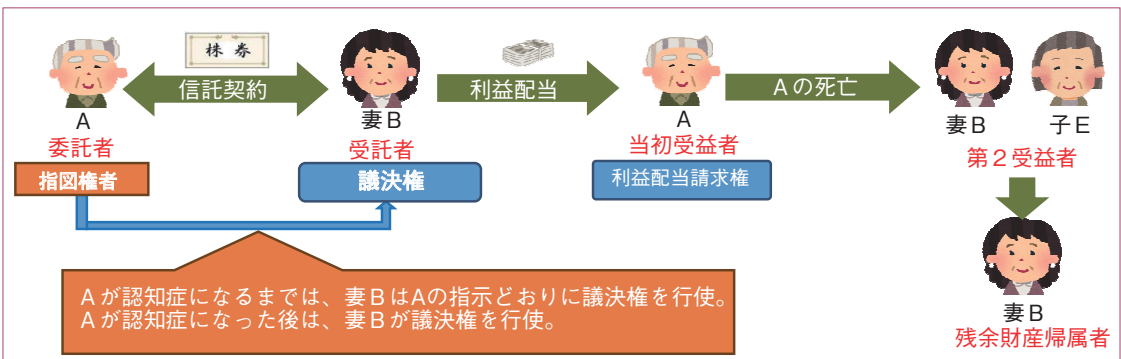 株 券
信託契約
利益配当
Aの死亡
A
妻B
A
妻B
子E
委託者
受託者
当初受益者
第2受益者
指図権者
議決権
利益配当請求権
Aが認知症になるまでは、妻BはAの指示どおりに議決権を行使。
Aが認知症になった後は、妻Bが議決権を行使。
妻B
残余財産帰属者